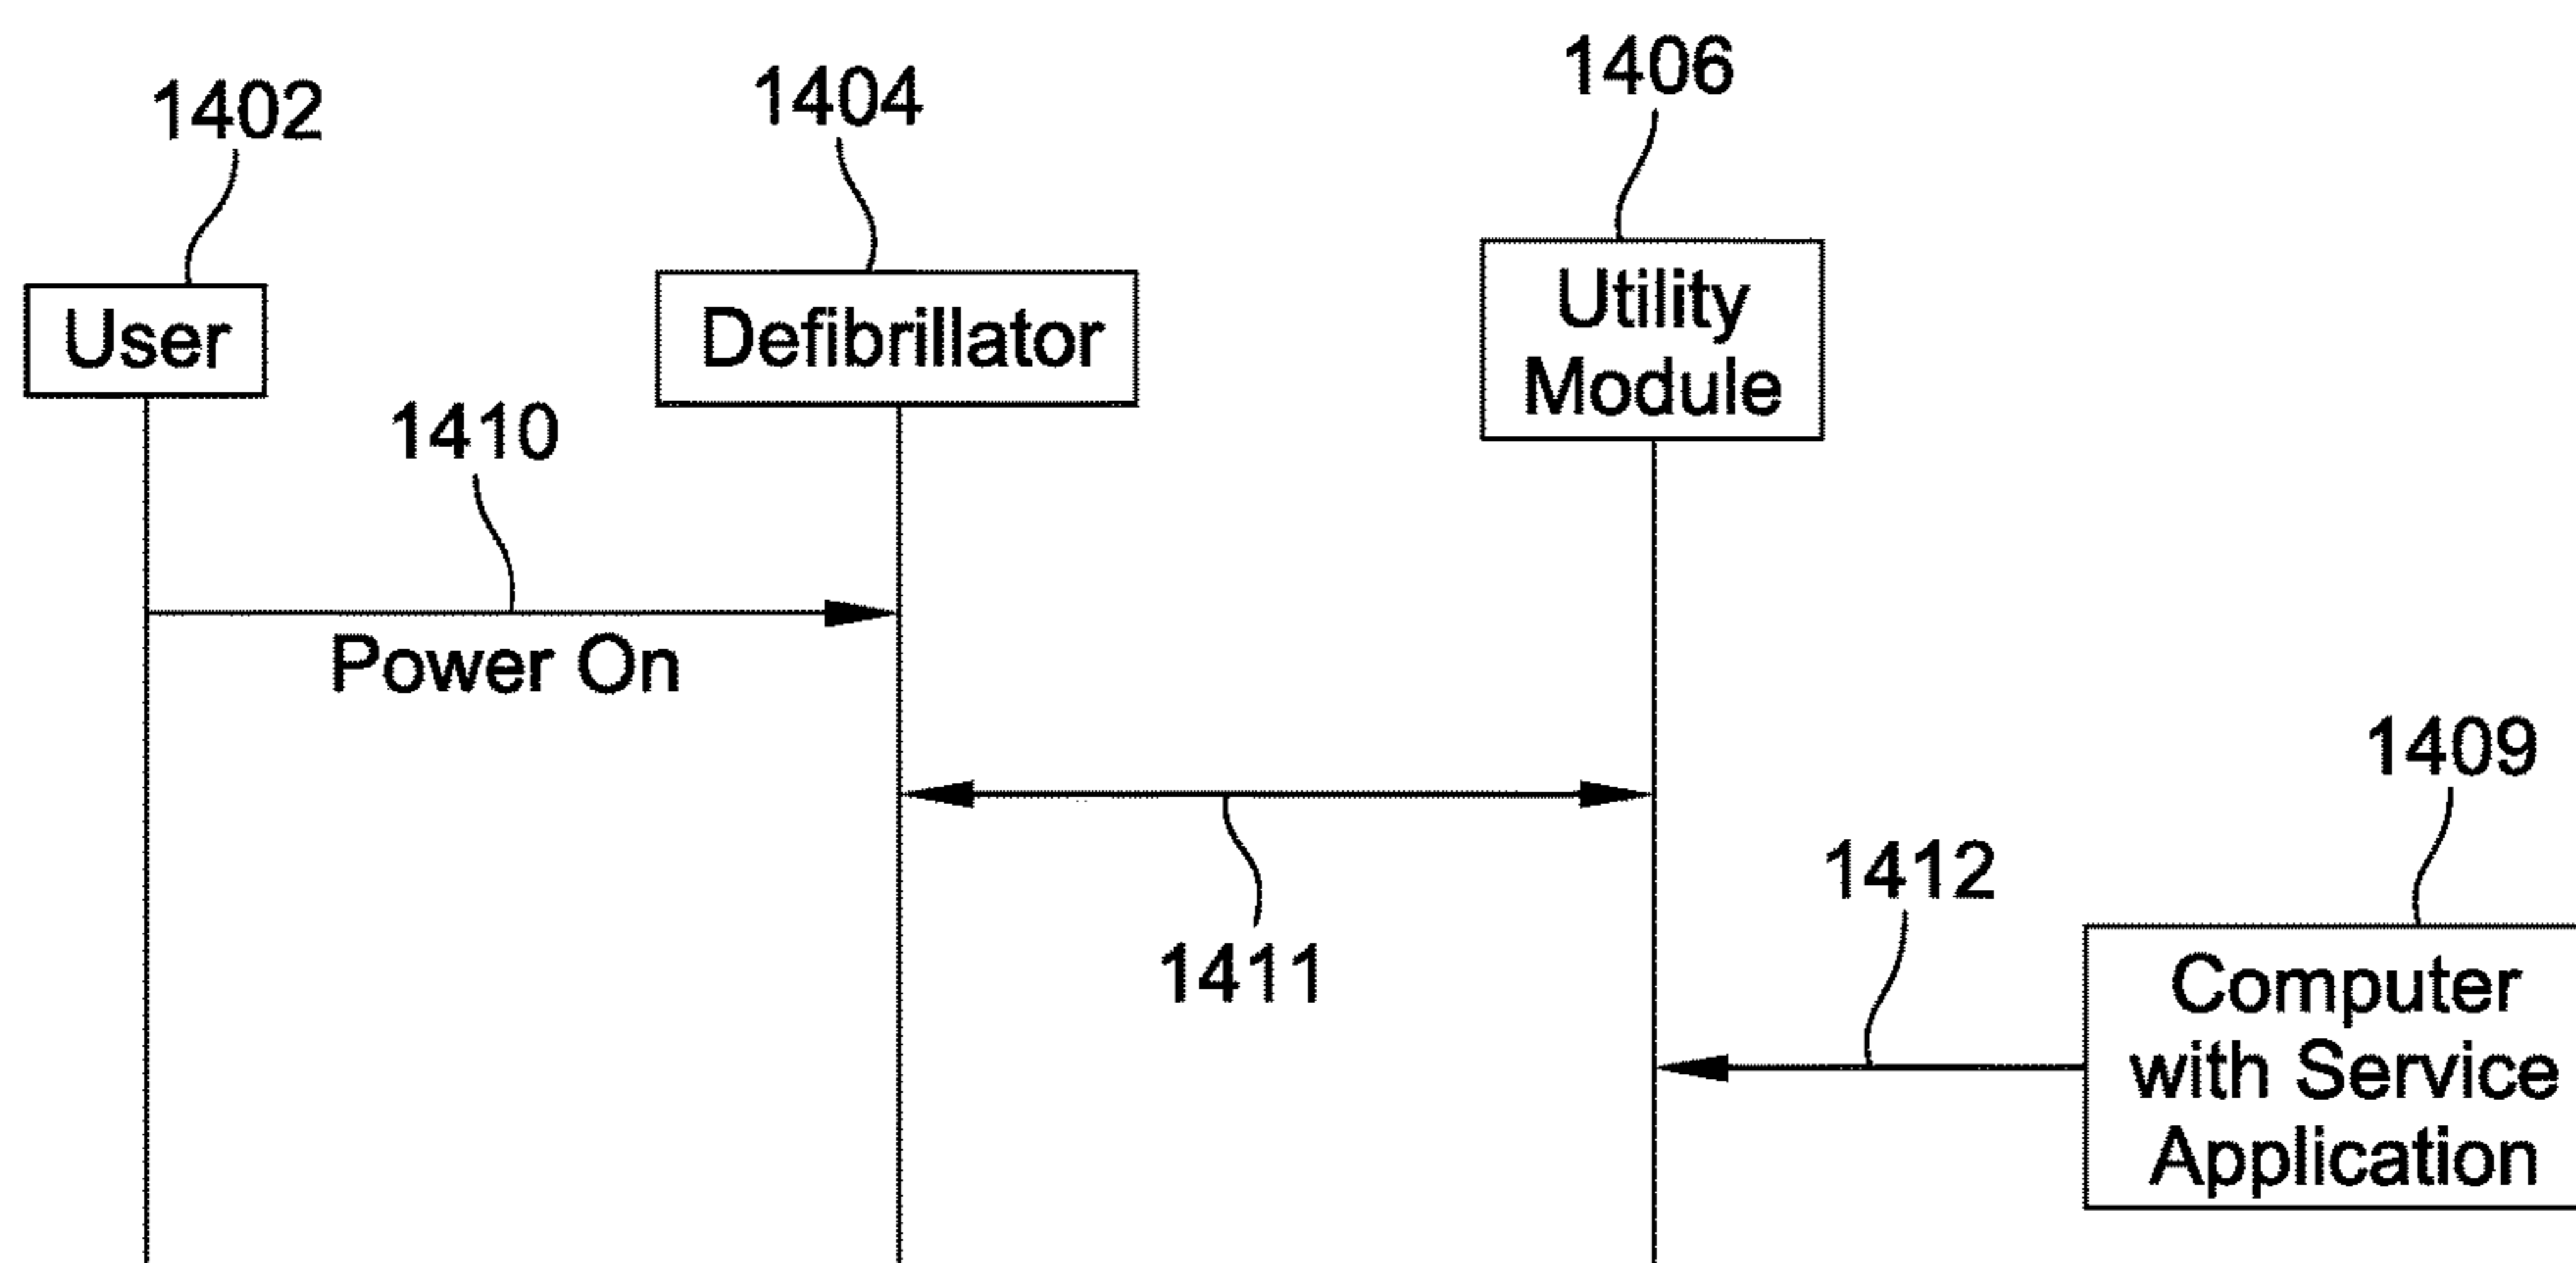 1402
1404
1406
User
Defibrillator
Utility
Module
1410
Power On
1411
1412
1409
Computer
with Service
Application